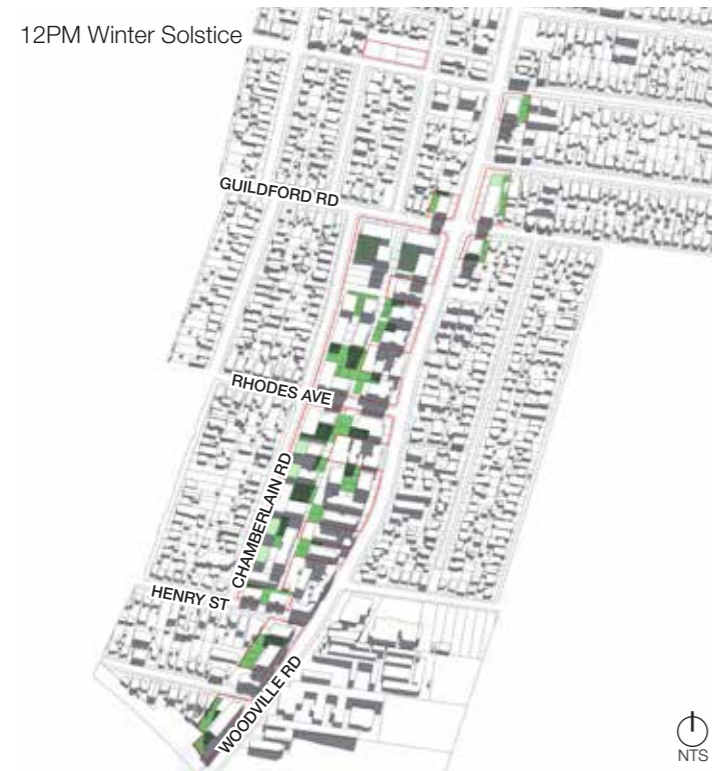 12PM Winter Solstice
GUILDFORD RD
RHODES AVE
CHAMBERLAIN RD
HENRY ST
WOODVILLE RD
NTS